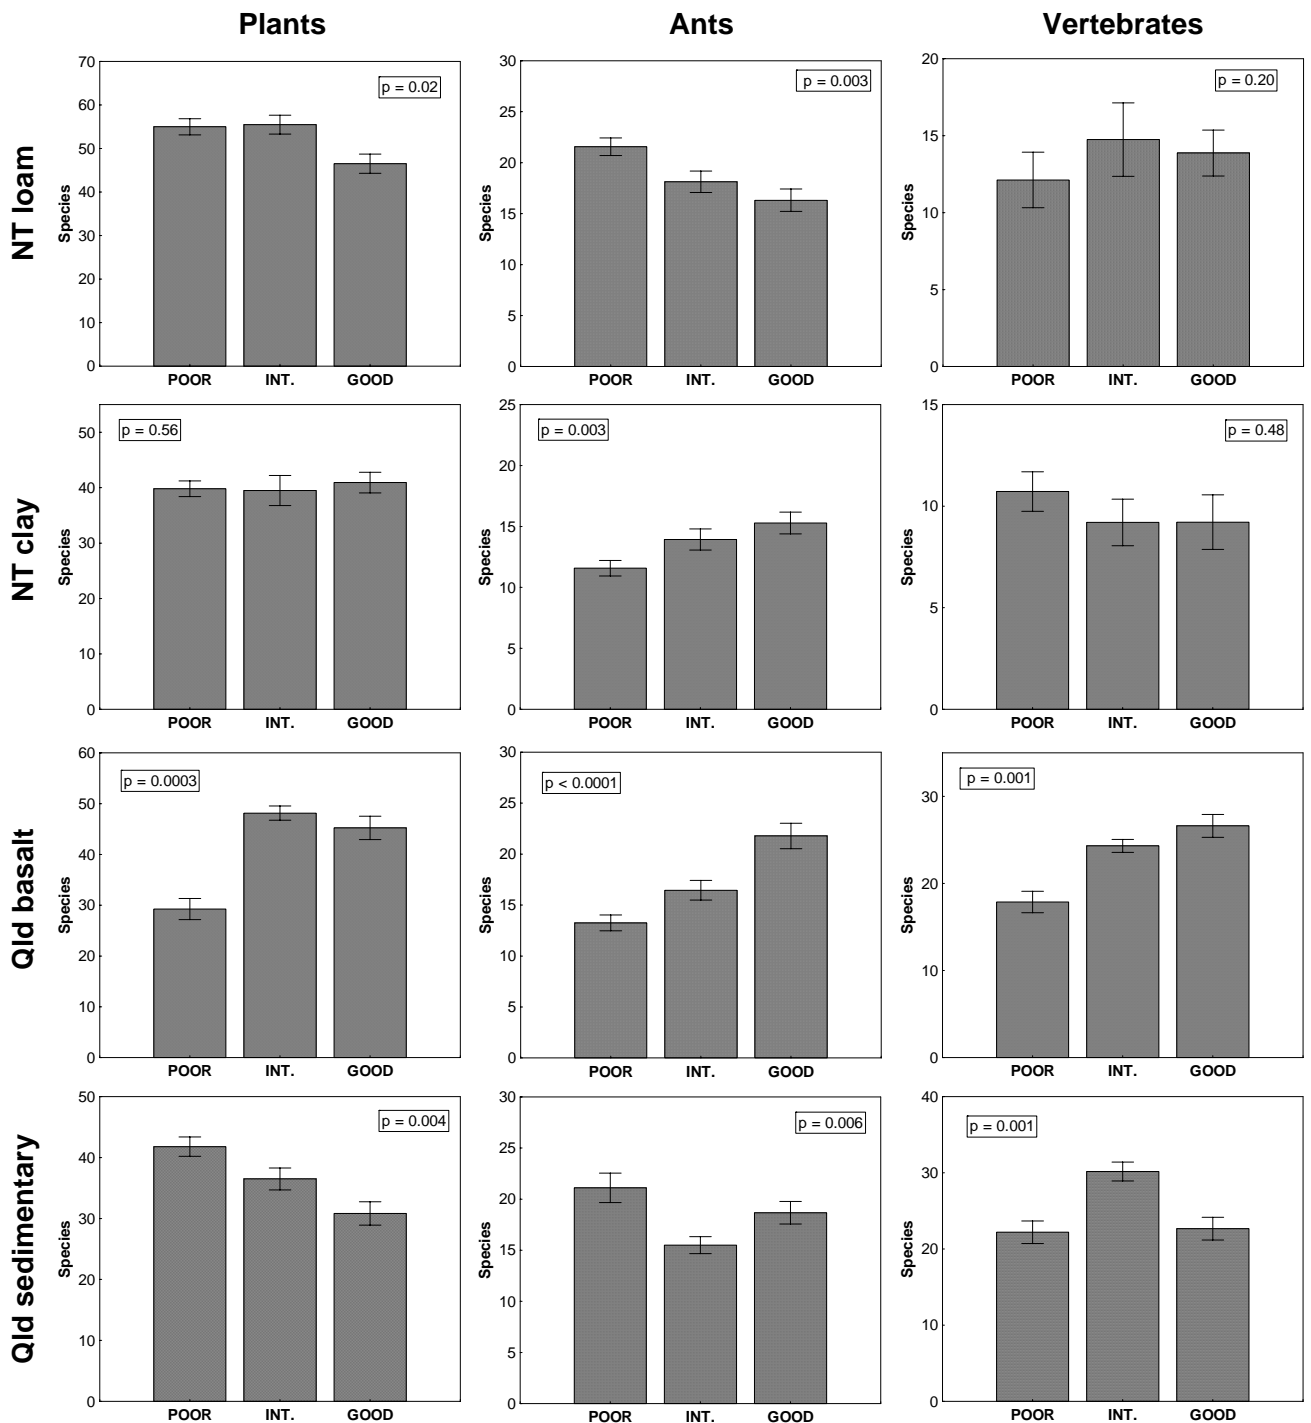 Plants Ants Vertebrates
NT loam
70
60
50
40
30
20
10
0
Species
p = 0.02
POOR INT. GOOD
30
25
20
15
10
5
0
Species
p = 0.003
POOR INT. GOOD
20
15
10
5
0
Species
p = 0.20
POOR INT. GOOD
NT clay
50
40
30
20
10
0
Species
p = 0.56
POOR INT. GOOD
25
20
15
10
5
0
Species
p = 0.003
POOR INT. GOOD
15
10
5
0
Species
p = 0.48
POOR INT. GOOD
Qld basalt
60
50
40
30
20
10
0
Species
p = 0.0003
POOR INT. GOOD
30
25
20
15
10
5
0
Species
p < 0.0001
POOR INT. GOOD
30
20
10
0
Species
p = 0.001
POOR INT. GOOD
Qld sedimentary
50
40
30
20
10
0
Species
p = 0.004
POOR INT. GOOD
30
25
20
15
10
5
0
Species
p = 0.006
POOR INT. GOOD
40
30
20
10
0
Species
p = 0.001
POOR INT. GOOD